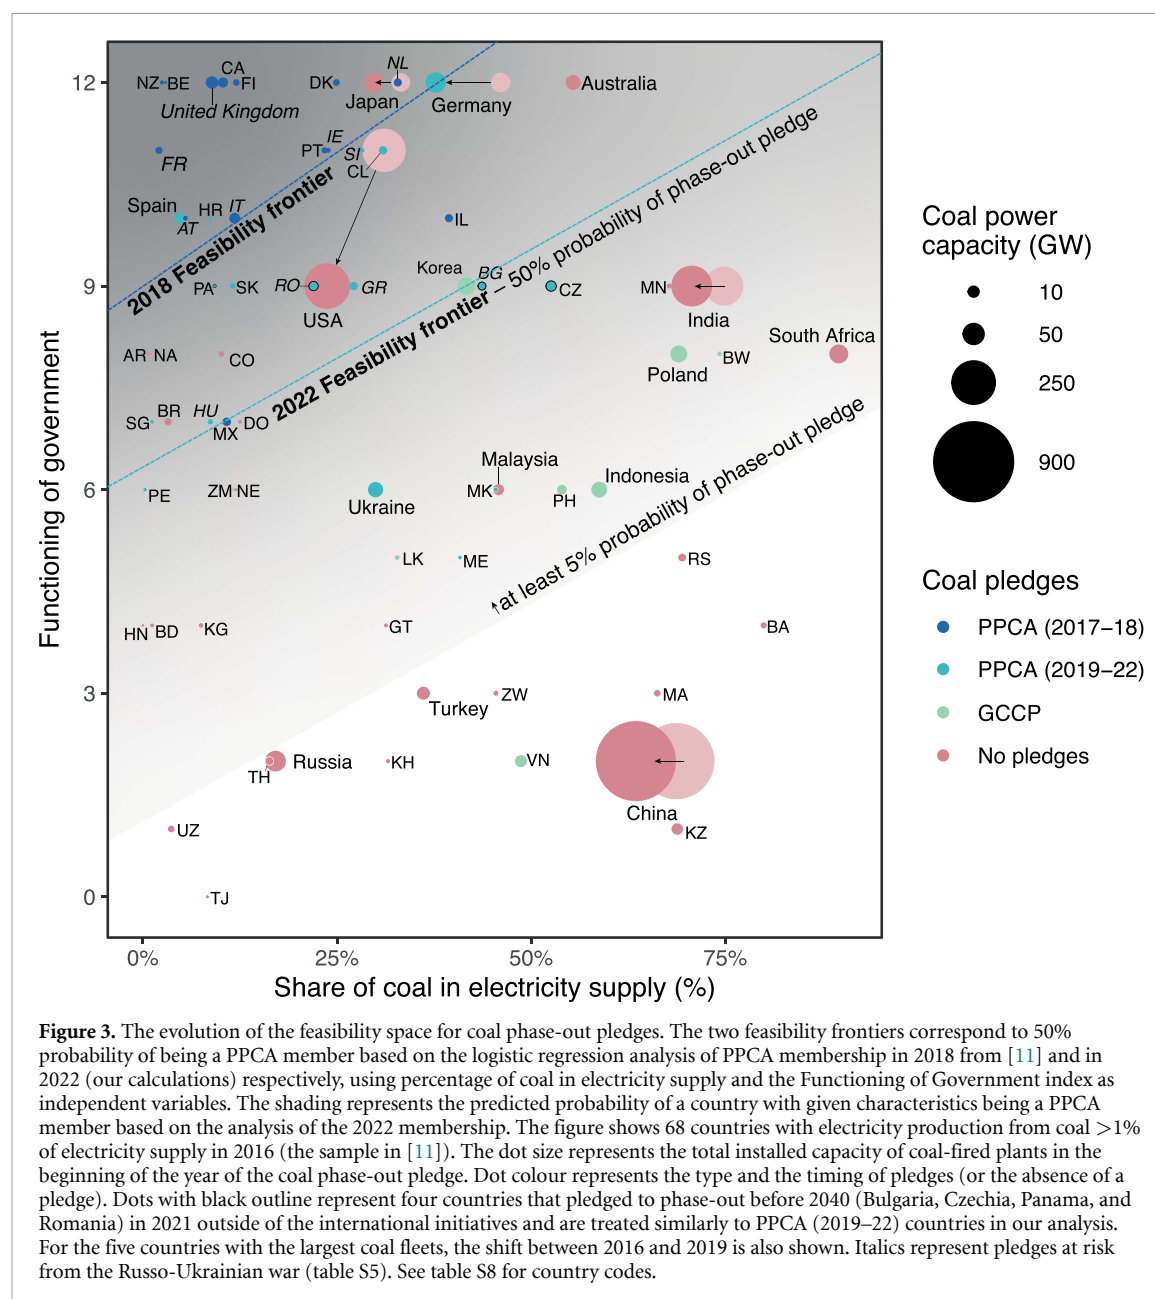 12
9
6
3
0
Functioning of government
0%
25%
50%
75%
Share of coal in electricity supply (%)
NZ
BE
CA
FI
United Kingdom
DK
Japan
NL
Germany
Australia
FR
PT
IE
SI
CL
Spain
AT
HR
IT
IL
2018 Feasibility frontier
PA
SK
RO
USA
GR
Korea
BG
CZ
MN
India
2022 Feasibility frontier – 50% probability of phase-out pledge
AR
NA
CO
Poland
BW
South Africa
SG
BR
HU
MX
DO
PE
ZM
NE
Ukraine
Malaysia
MK
PH
Indonesia
LK
ME
RS
↑at least 5% probability of phase-out pledge
HN
BD
KG
GT
BA
Turkey
ZW
MA
TH
Russia
KH
VN
China
UZ
KZ
TJ
Coal power
capacity (GW)
10
50
250
900
Coal pledges
PPCA (2017–18)
PPCA (2019–22)
GCCP
No pledges
Figure 3. The evolution of the feasibility space for coal phase-out pledges. The two feasibility frontiers correspond to 50%
probability of being a PPCA member based on the logistic regression analysis of PPCA membership in 2018 from [11] and in
2022 (our calculations) respectively, using percentage of coal in electricity supply and the Functioning of Government index as
independent variables. The shading represents the predicted probability of a country with given characteristics being a PPCA
member based on the analysis of the 2022 membership. The figure shows 68 countries with electricity production from coal >1%
of electricity supply in 2016 (the sample in [11]). The dot size represents the total installed capacity of coal-fired plants in the
beginning of the year of the coal phase-out pledge. Dot colour represents the type and the timing of pledges (or the absence of a
pledge). Dots with black outline represent four countries that pledged to phase-out before 2040 (Bulgaria, Czechia, Panama, and
Romania) in 2021 outside of the international initiatives and are treated similarly to PPCA (2019–22) countries in our analysis.
For the five countries with the largest coal fleets, the shift between 2016 and 2019 is also shown. Italics represent pledges at risk
from the Russo-Ukrainian war (table S5). See table S8 for country codes.